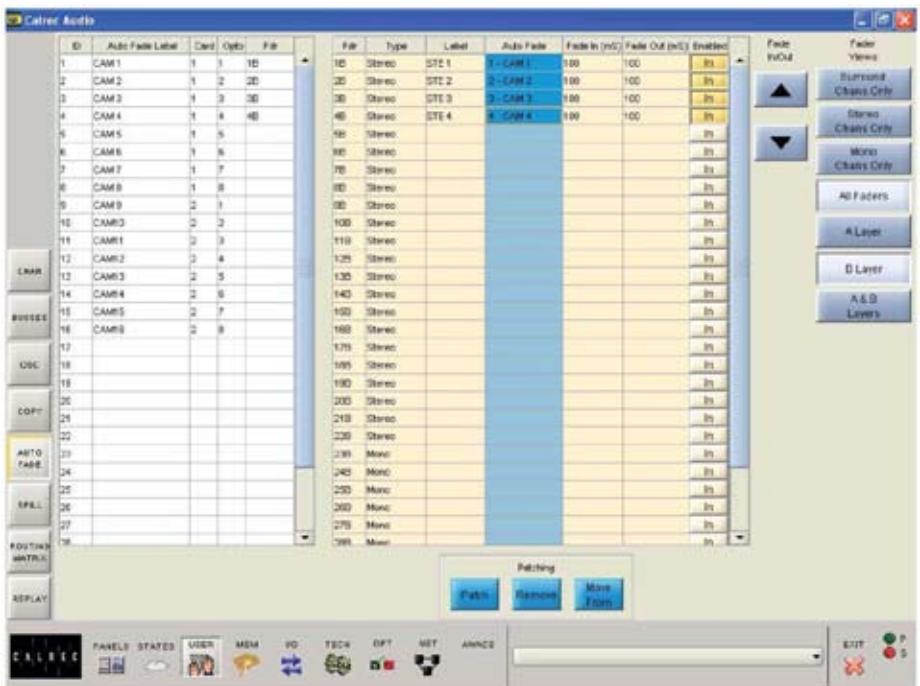 Calrec Audio
ID Auto Fade Label Card Opto Fdr
1 CAM 1 1 1 1B
2 CAM 2 1 2 2B
3 CAM 3 1 3 3B
4 CAM 4 1 4 4B
5 CAM 5 1 5
6 CAM 6 1 6
7 CAM 7 1 7
8 CAM 8 1 8
9 CAM 9 2 1
10 CAM10 2 2
11 CAM11 2 3
12 CAM12 2 4
13 CAM13 2 5
14 CAM14 2 6
15 CAM15 2 7
16 CAM16 2 8
17
18
19
20
21
22
23
24
25
26
27
28
Fdr Type Label Auto Fade Fade In (mS) Fade Out (mS) Enabled
1B Stereo STE 1 1 - CAM 1 100 100 In
2B Stereo STE 2 2 - CAM 2 100 100 In
3B Stereo STE 3 3 - CAM 3 100 100 In
4B Stereo STE 4 4 - CAM 4 100 100 In
5B Stereo In
6B Stereo In
7B Stereo In
8B Stereo In
9B Stereo In
10B Stereo In
11B Stereo In
12B Stereo In
13B Stereo In
14B Stereo In
15B Stereo In
16B Stereo In
17B Stereo In
18B Stereo In
19B Stereo In
20B Stereo In
21B Stereo In
22B Stereo In
23B Mono In
24B Mono In
25B Mono In
26B Mono In
27B Mono In
28B Mono In
Fade
In/Out
Fader
Views
Surround
Chans Only
Stereo
Chans Only
Mono
Chans Only
All Faders
A Layer
B Layer
A & B
Layers
CHAN
BUSSES
OSC
COPY
AUTO
FADE
SPILL
ROUTING
MATRIX
REPLAY
Patching
Patch
Remove
Move
From
CALREC
PANELS STATES USER MEM I/O TECH OPT NET AWACS
EXIT
P
S